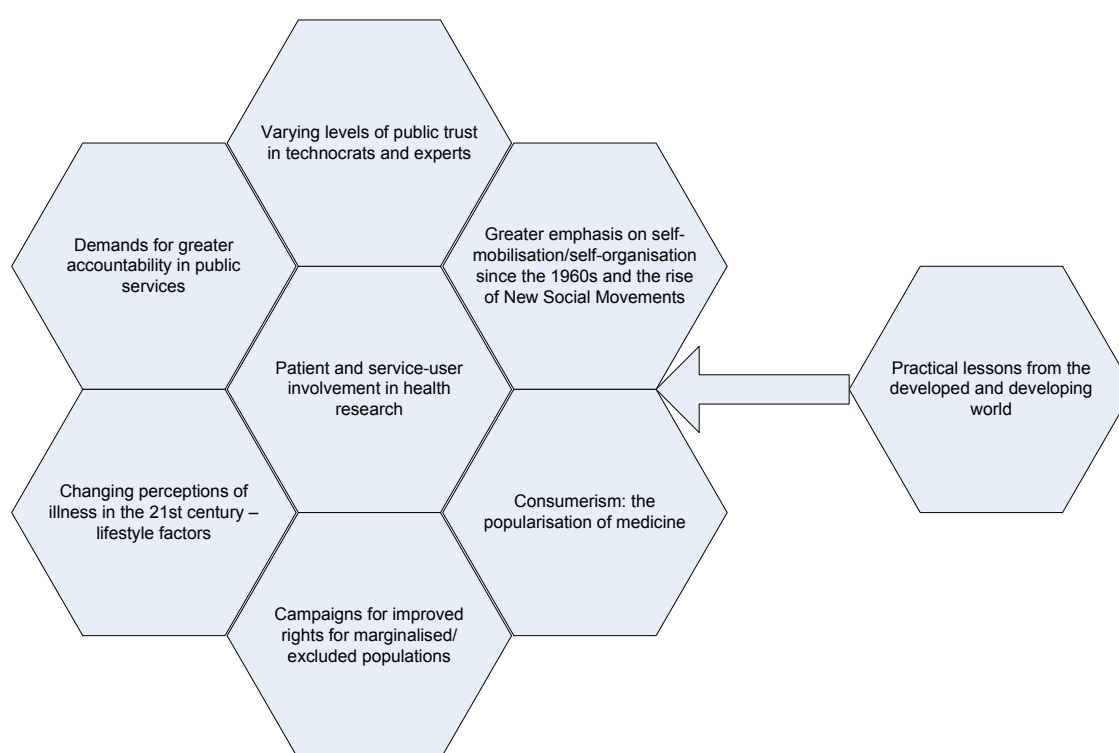 Varying levels of public trust
in technocrats and experts
Demands for greater
accountability in public
services
Greater emphasis on self-
mobilisation/self-organisation
since the 1960s and the rise
of New Social Movements
Patient and service-user
involvement in health
research
Practical lessons from the
developed and developing
world
Changing perceptions of
illness in the 21st century –
lifestyle factors
Consumerism: the
popularisation of medicine
Campaigns for improved
rights for marginalised/
excluded populations